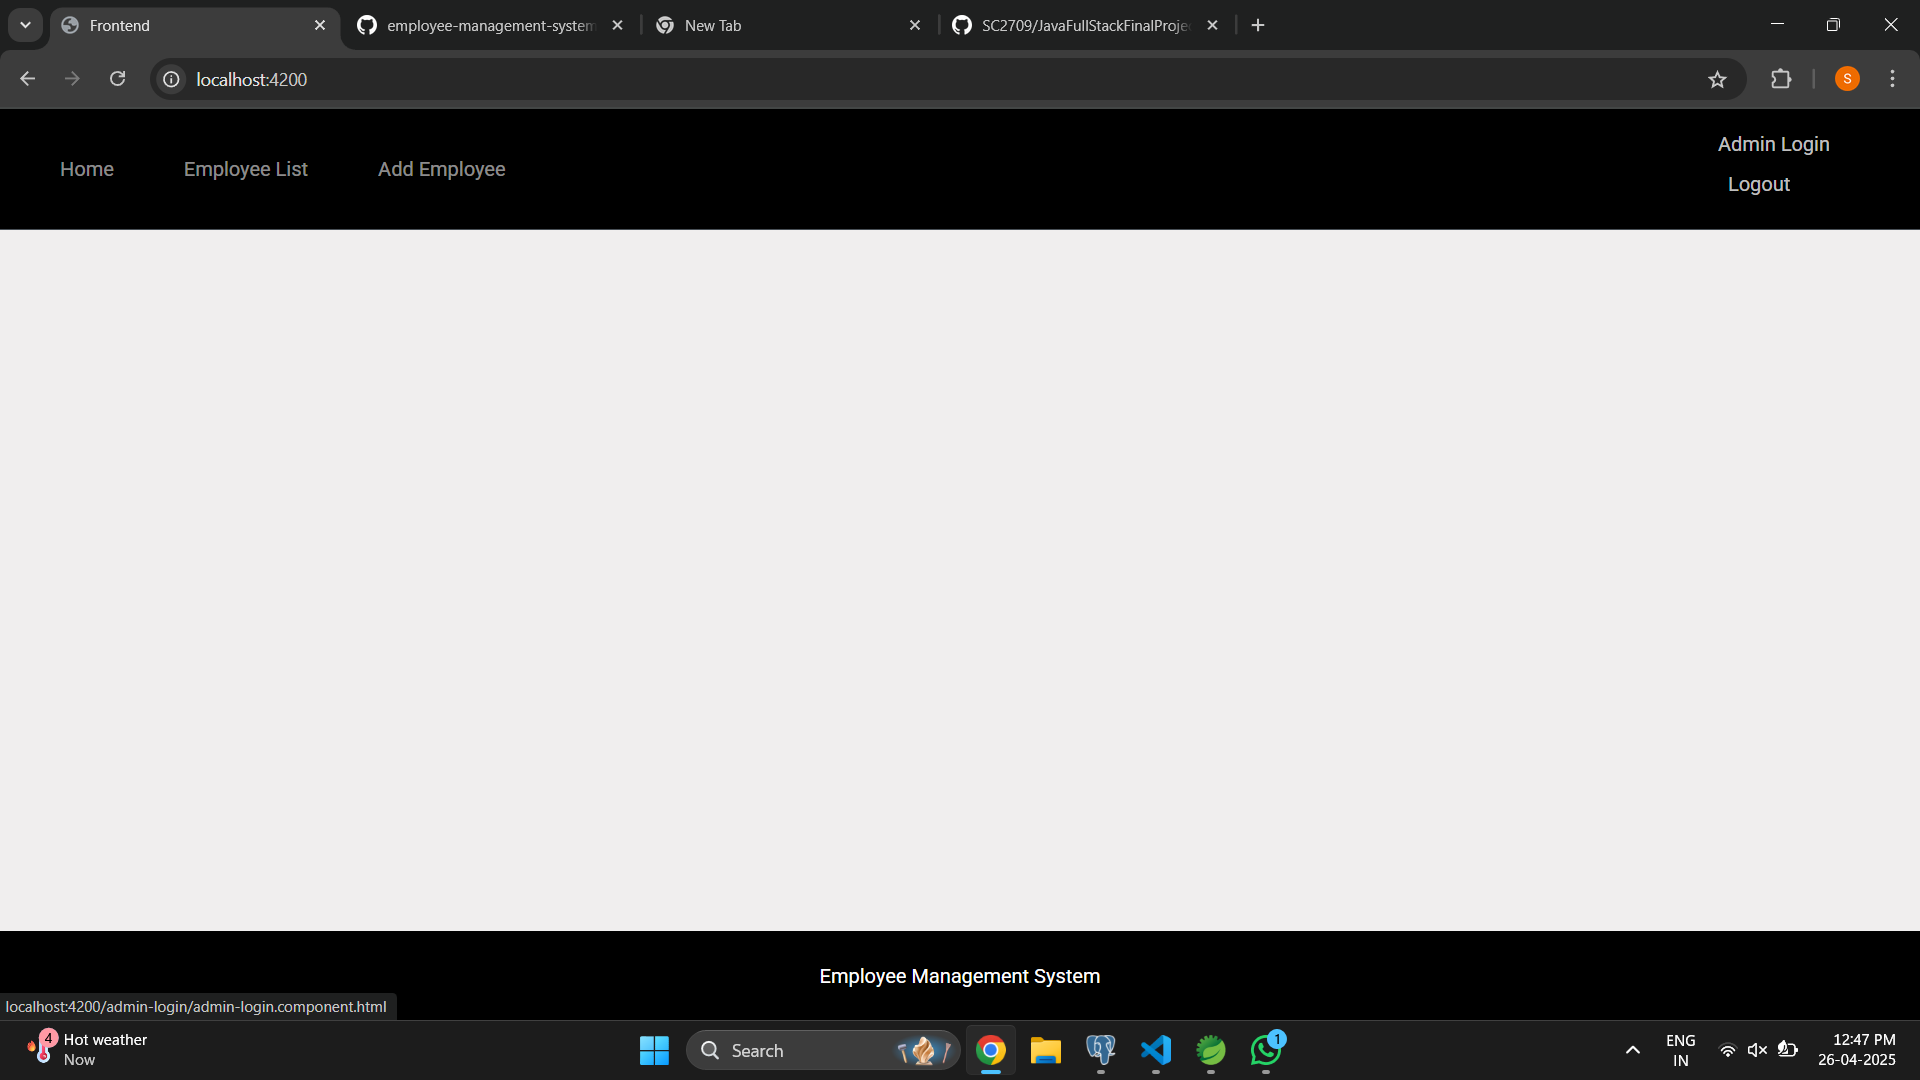 Frontend
employee-management-system
New Tab
SC2709/JavaFullStackFinalProje
localhost:4200
S
Home
Employee List
Add Employee
Admin Login
Logout
Employee Management System
localhost:4200/admin-login/admin-login.component.html
4
Hot weather
Now
Search
1
ENG
IN
12:47 PM
26-04-2025